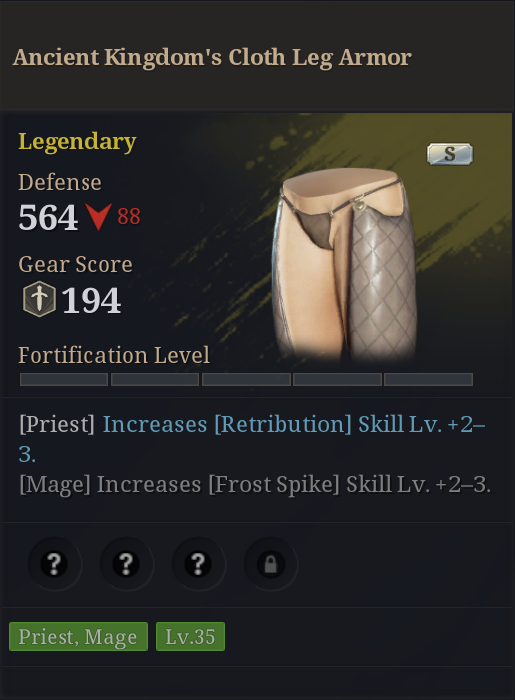 Ancient Kingdom's Cloth Leg Armor
Legendary
S
Defense
564 88
Gear Score
194
Fortification Level
[Priest] Increases [Retribution] Skill Lv. +2–
3.
[Mage] Increases [Frost Spike] Skill Lv. +2–3.
? ? ?
Priest, Mage Lv.35